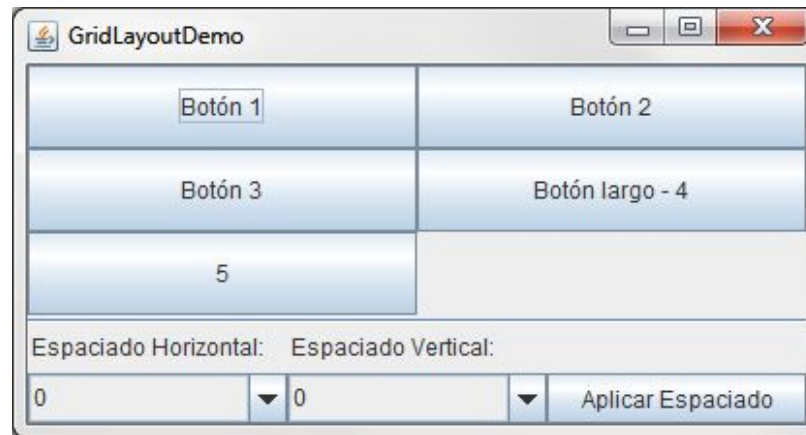 GridLayoutDemo
Botón 1 Botón 2
Botón 3 Botón largo - 4
5
Espaciado Horizontal: Espaciado Vertical:
0 0 Aplicar Espaciado